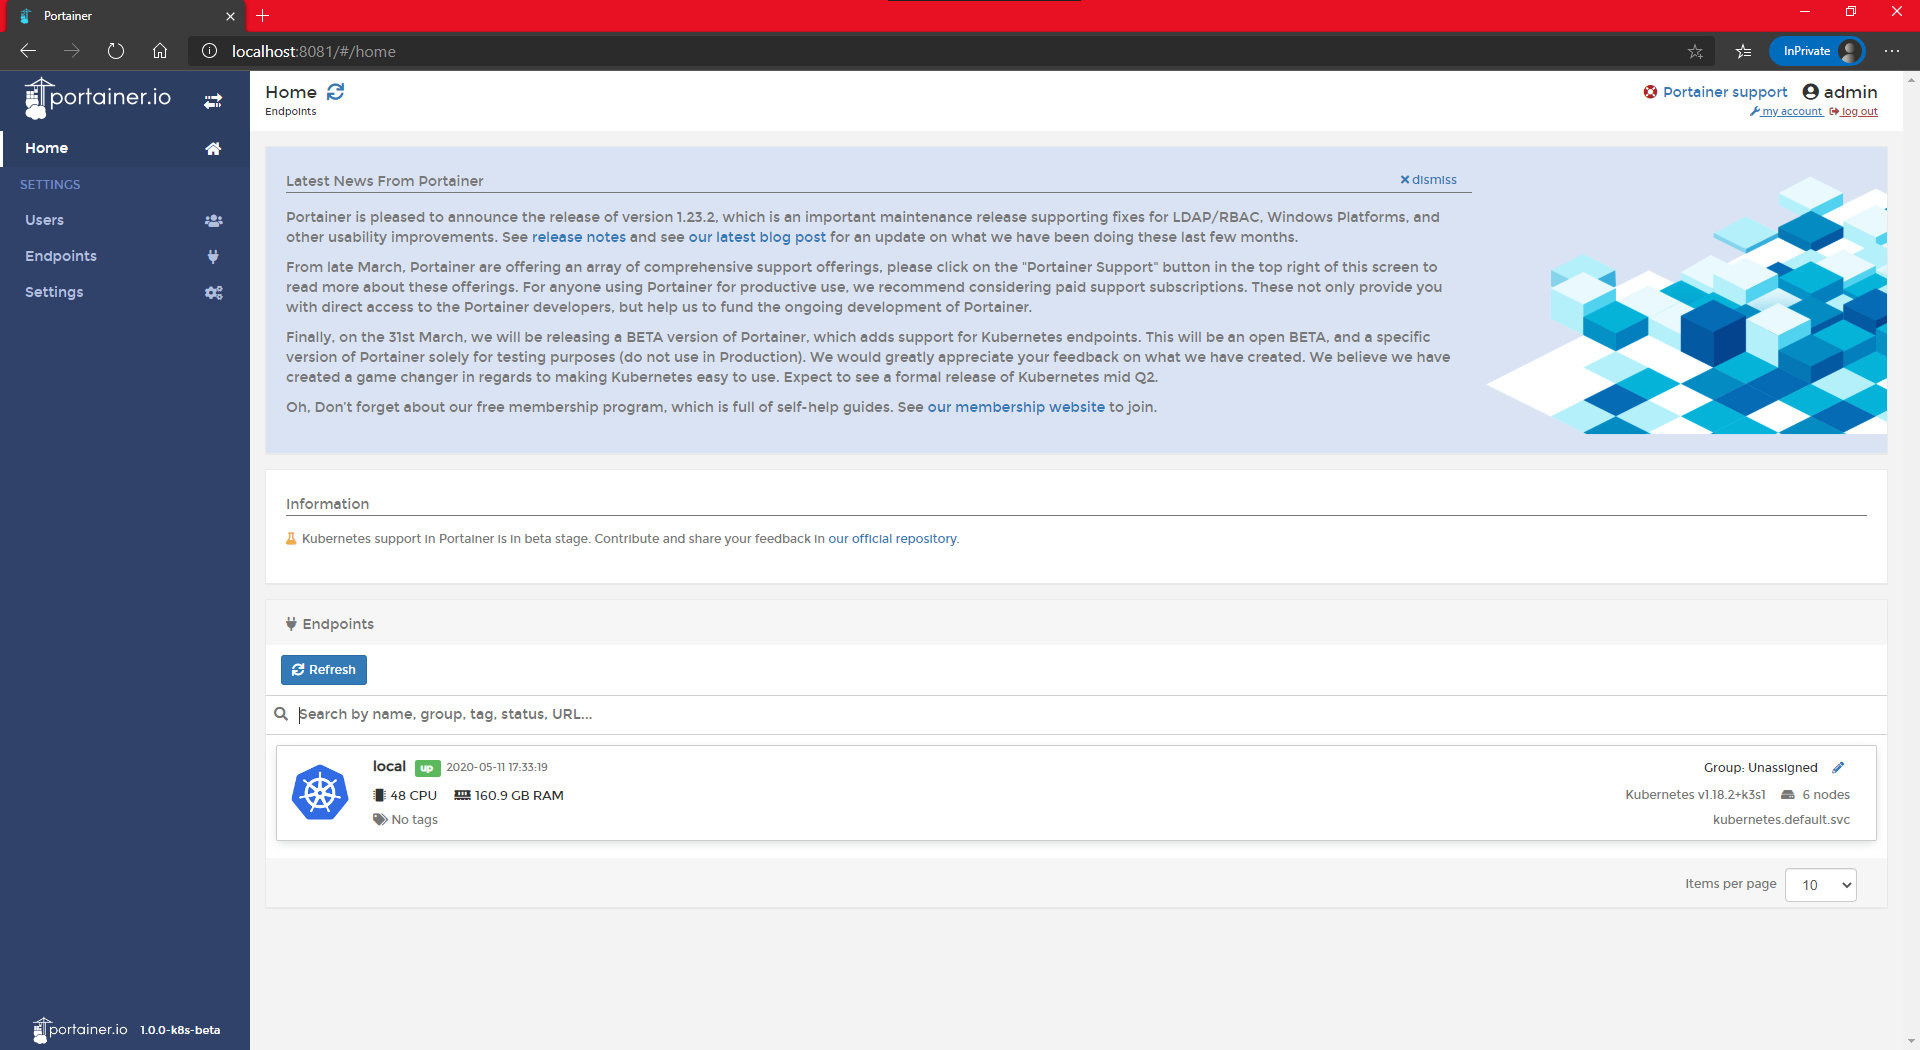 Portainer
localhost:8081/#/home
InPrivate
portainer.io
Home
SETTINGS
Users
Endpoints
Settings
portainer.io 1.0.0-k8s-beta
Home
Endpoints
Portainer support admin
my account log out
Latest News From Portainer
dismiss
Portainer is pleased to announce the release of version 1.23.2, which is an important maintenance release supporting fixes for LDAP/RBAC, Windows Platforms, and
other usability improvements. See release notes and see our latest blog post for an update on what we have been doing these last few months.
From late March, Portainer are offering an array of comprehensive support offerings, please click on the "Portainer Support" button in the top right of this screen to
read more about these offerings. For anyone using Portainer for productive use, we recommend considering paid support subscriptions. These not only provide you
with direct access to the Portainer developers, but help us to fund the ongoing development of Portainer.
Finally, on the 31st March, we will be releasing a BETA version of Portainer, which adds support for Kubernetes endpoints. This will be an open BETA, and a specific
version of Portainer solely for testing purposes (do not use in Production). We would greatly appreciate your feedback on what we have created. We believe we have
created a game changer in regards to making Kubernetes easy to use. Expect to see a formal release of Kubernetes mid Q2.
Oh, Don't forget about our free membership program, which is full of self-help guides. See our membership website to join.
Information
Kubernetes support in Portainer is in beta stage. Contribute and share your feedback in our official repository.
Endpoints
Refresh
Search by name, group, tag, status, URL...
local up 2020-05-11 17:33:19
Group: Unassigned
48 CPU 160.9 GB RAM
Kubernetes v1.18.2+k3s1 6 nodes
No tags
kubernetes.default.svc
Items per page 10